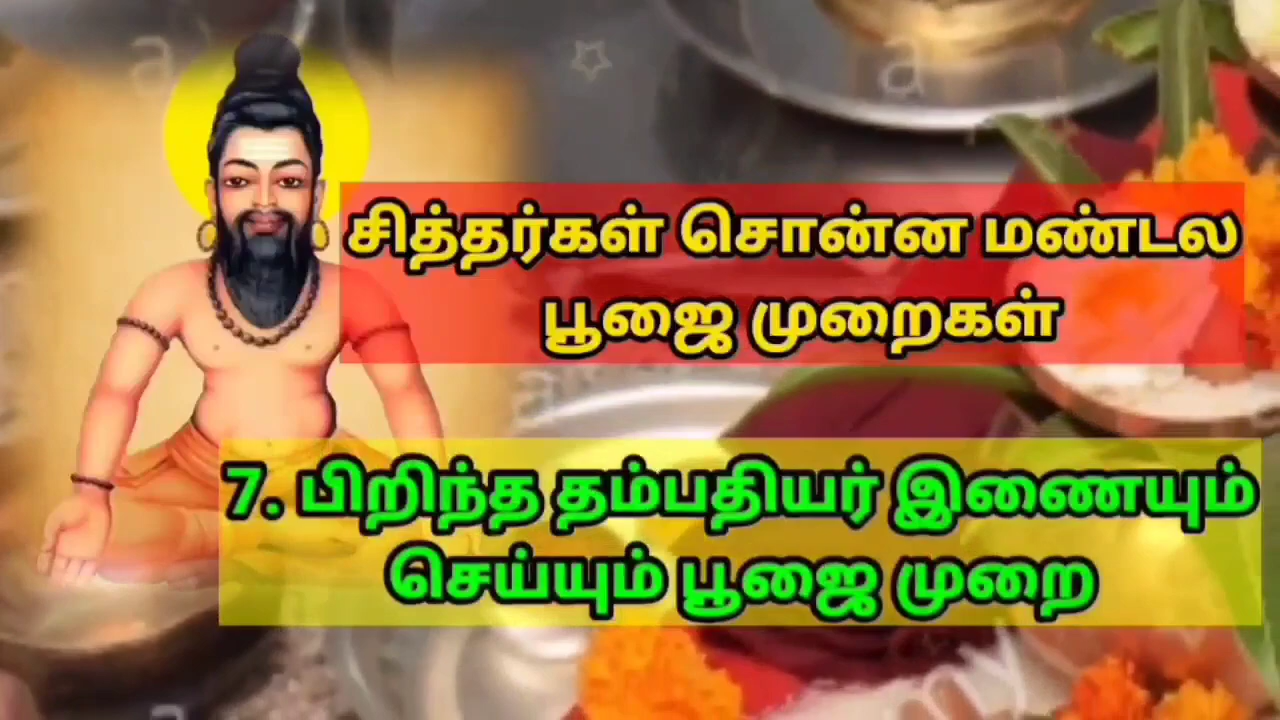 சித்தர்கள் சொன்ன மண்டல
பூஜை முறைகள்
7. பிறிந்த தம்பதியர் இணையும்
செய்யும் பூஜை முறை